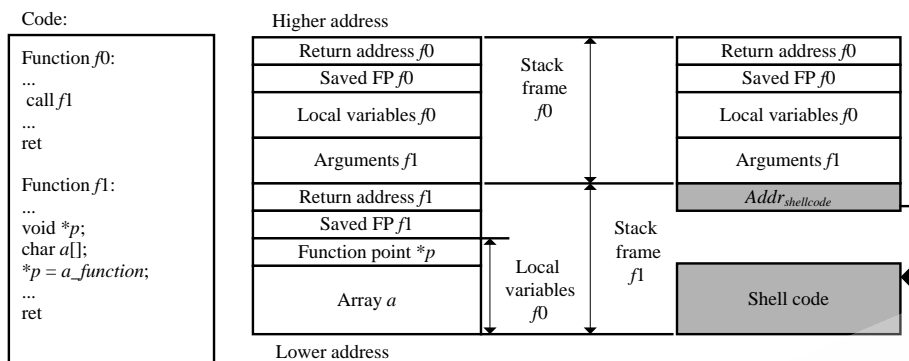 Code:
Function f0:
...
call f1
...
ret
Function f1:
...
void *p;
char a[];
*p = a_function;
...
ret
Higher address
Return address f0
Saved FP f0
Local variables f0
Arguments f1
Return address f1
Saved FP f1
Function point *p
Array a
Lower address
Stack
frame
f0
Local
variables
f0
Stack
frame
f1
Return address f0
Saved FP f0
Local variables f0
Arguments f1
Addrshellcode
Shell code